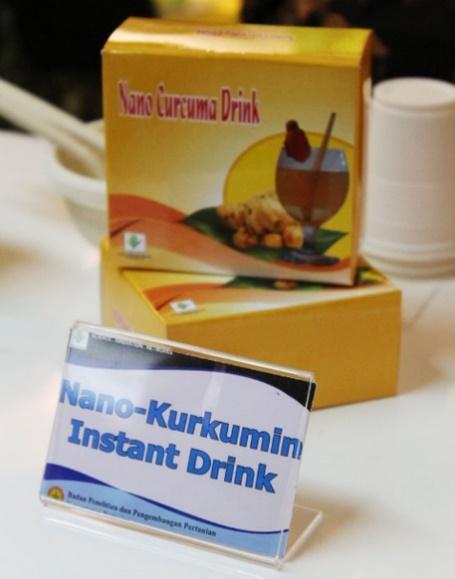 Nano Curcuma Drink
Nano-Kurkumin
Instant Drink
Badan Penelitian dan Pengembangan Pertanian